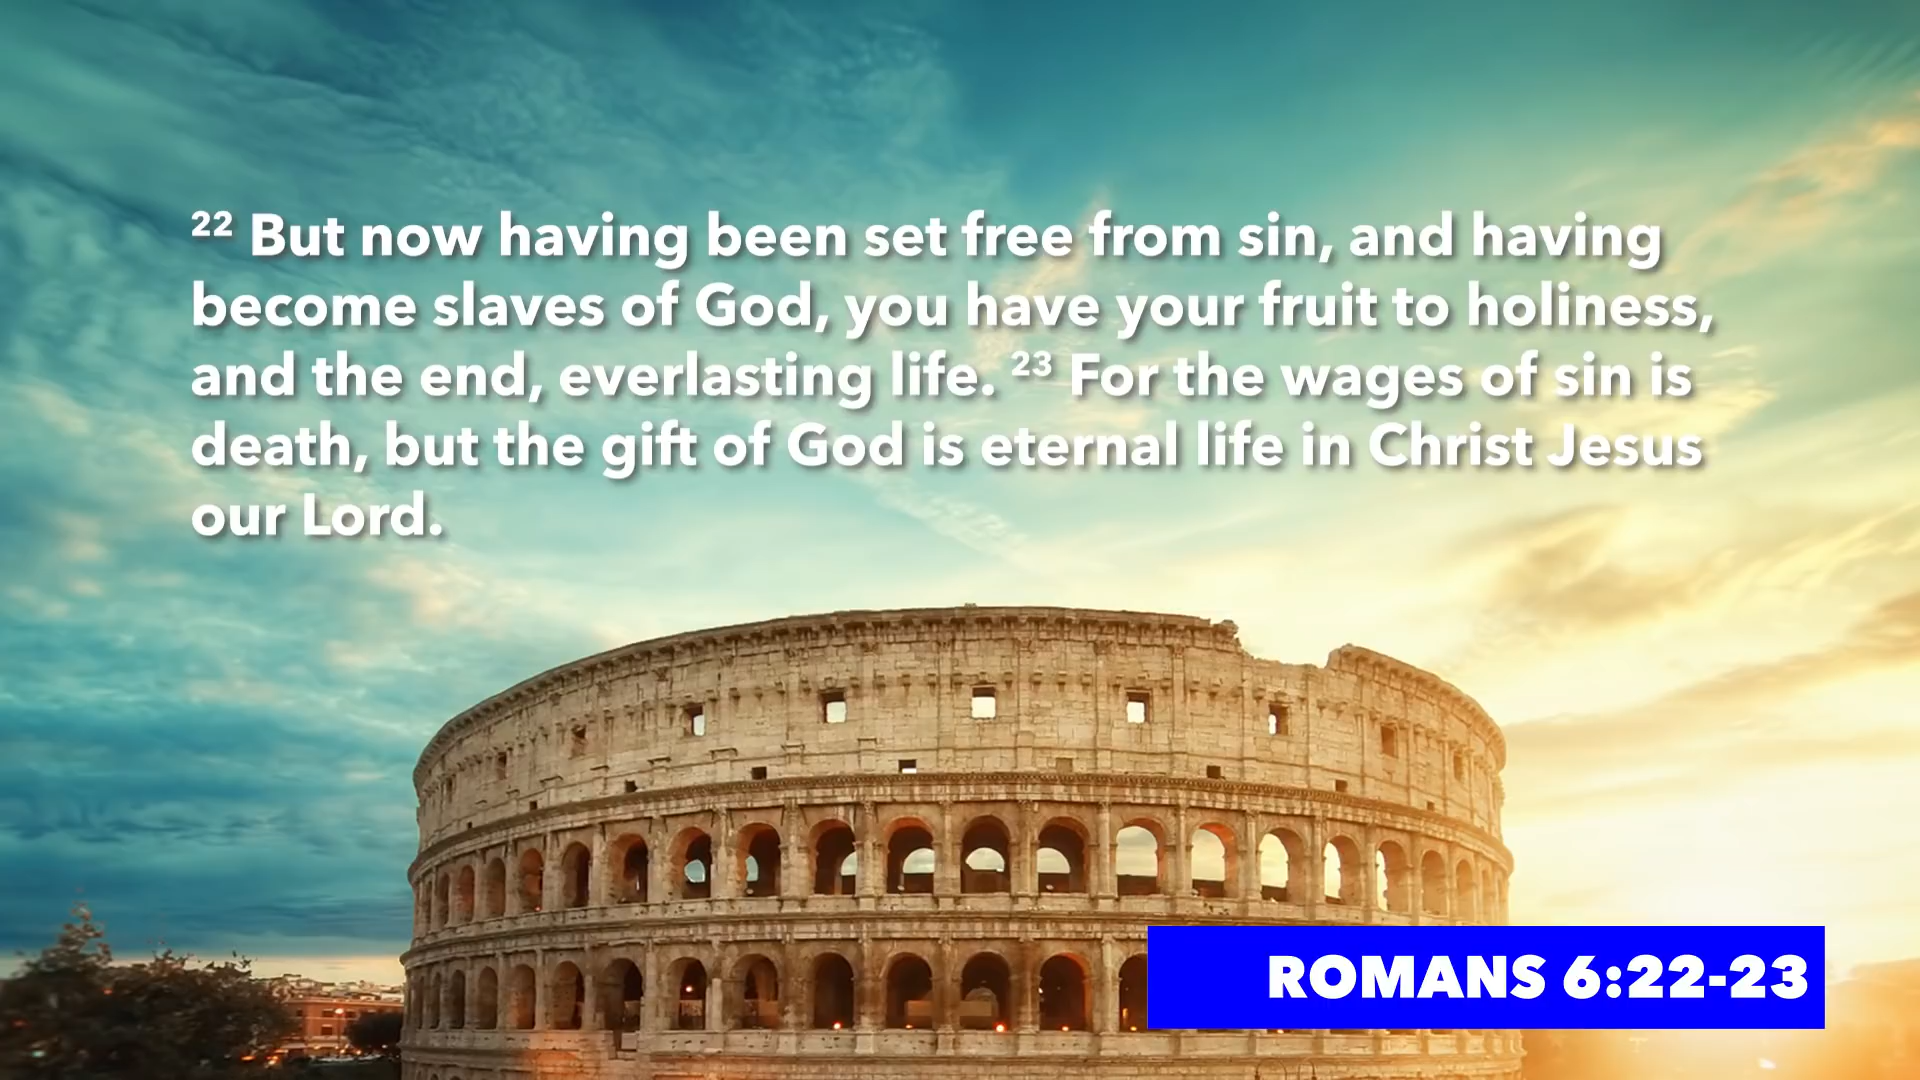 ²² But now having been set free from sin, and having
become slaves of God, you have your fruit to holiness,
and the end, everlasting life. ²³ For the wages of sin is
death, but the gift of God is eternal life in Christ Jesus
our Lord.
ROMANS 6:22-23